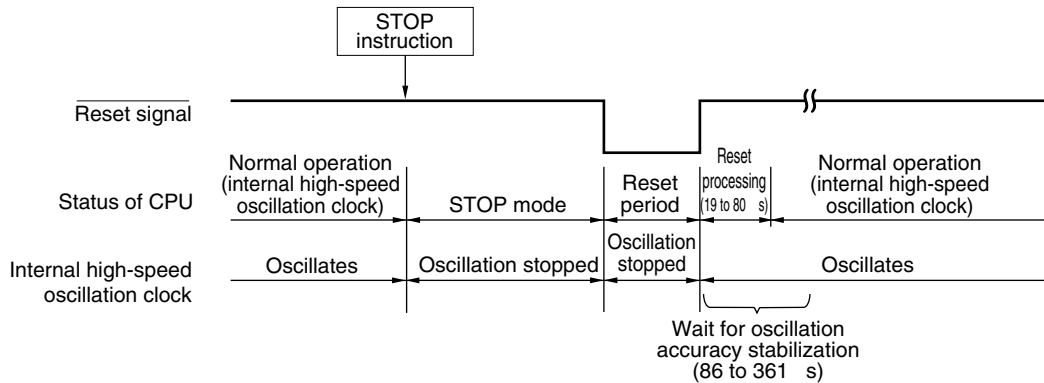 STOP
instruction
Reset signal
Normal operation
(internal high-speed
oscillation clock)
Status of CPU
STOP mode
Reset
period
Reset
processing
(19 to 80 s)
Normal operation
(internal high-speed
oscillation clock)
Internal high-speed
oscillation clock
Oscillates
Oscillation stopped
Oscillation
stopped
Oscillates
Wait for oscillation
accuracy stabilization
(86 to 361 s)